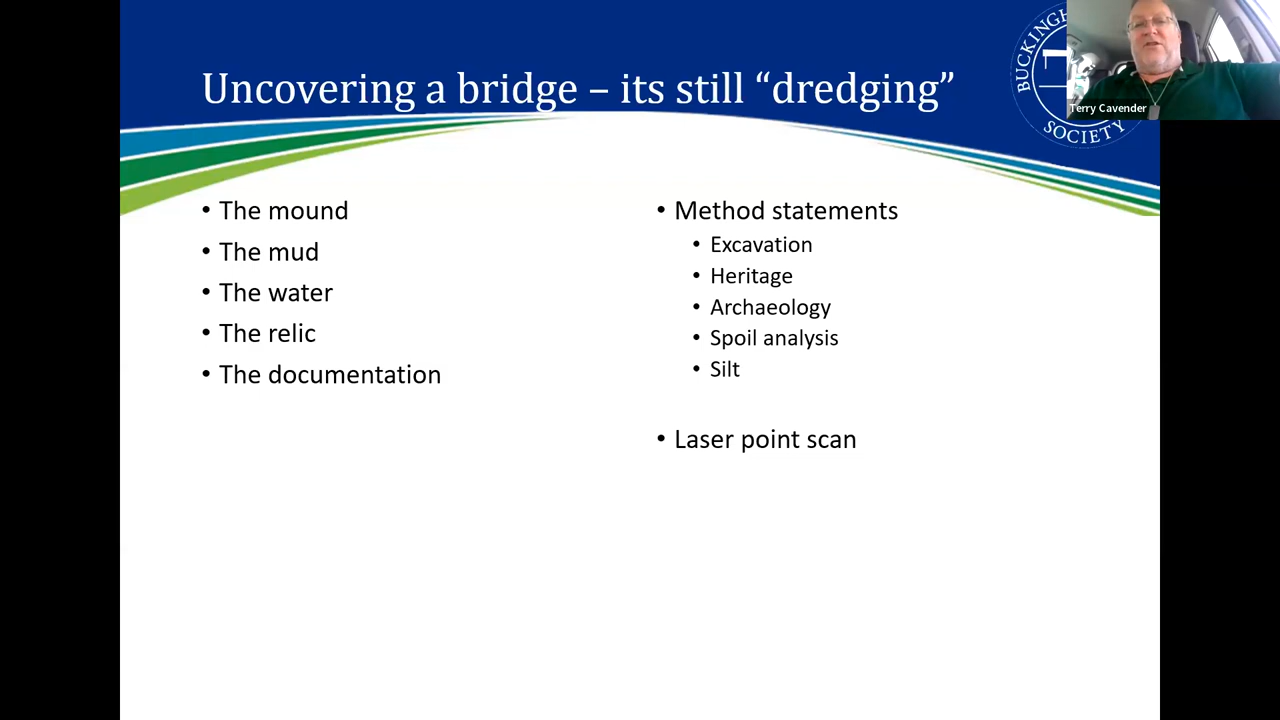 Uncovering a bridge – its still “dredging”
Terry Cavender
SOCIETY
• The mound
• The mud
• The water
• The relic
• The documentation
• Method statements
• Excavation
• Heritage
• Archaeology
• Spoil analysis
• Silt
• Laser point scan